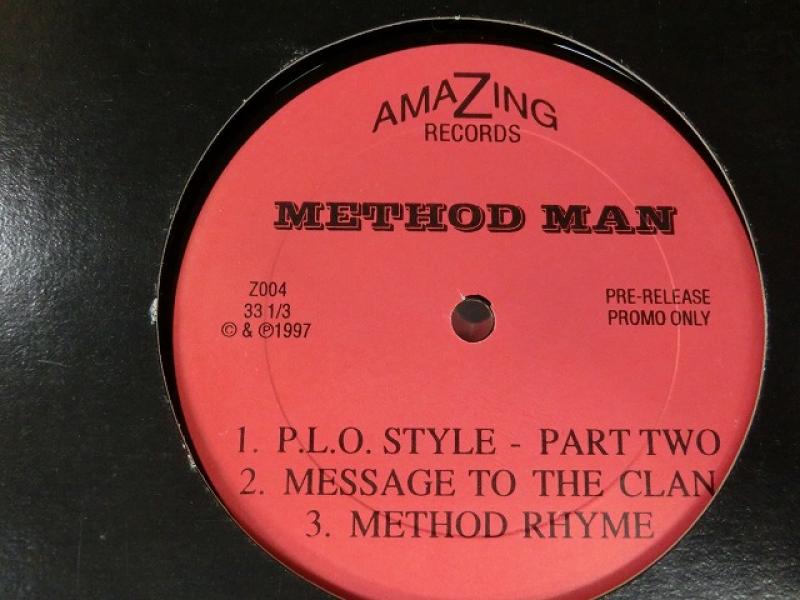 AMAZING
RECORDS
METHOD MAN
Z004
33 1/3
© & ℗1997
PRE-RELEASE
PROMO ONLY
1. P.L.O. STYLE - PART TWO
2. MESSAGE TO THE CLAN
3. METHOD RHYME